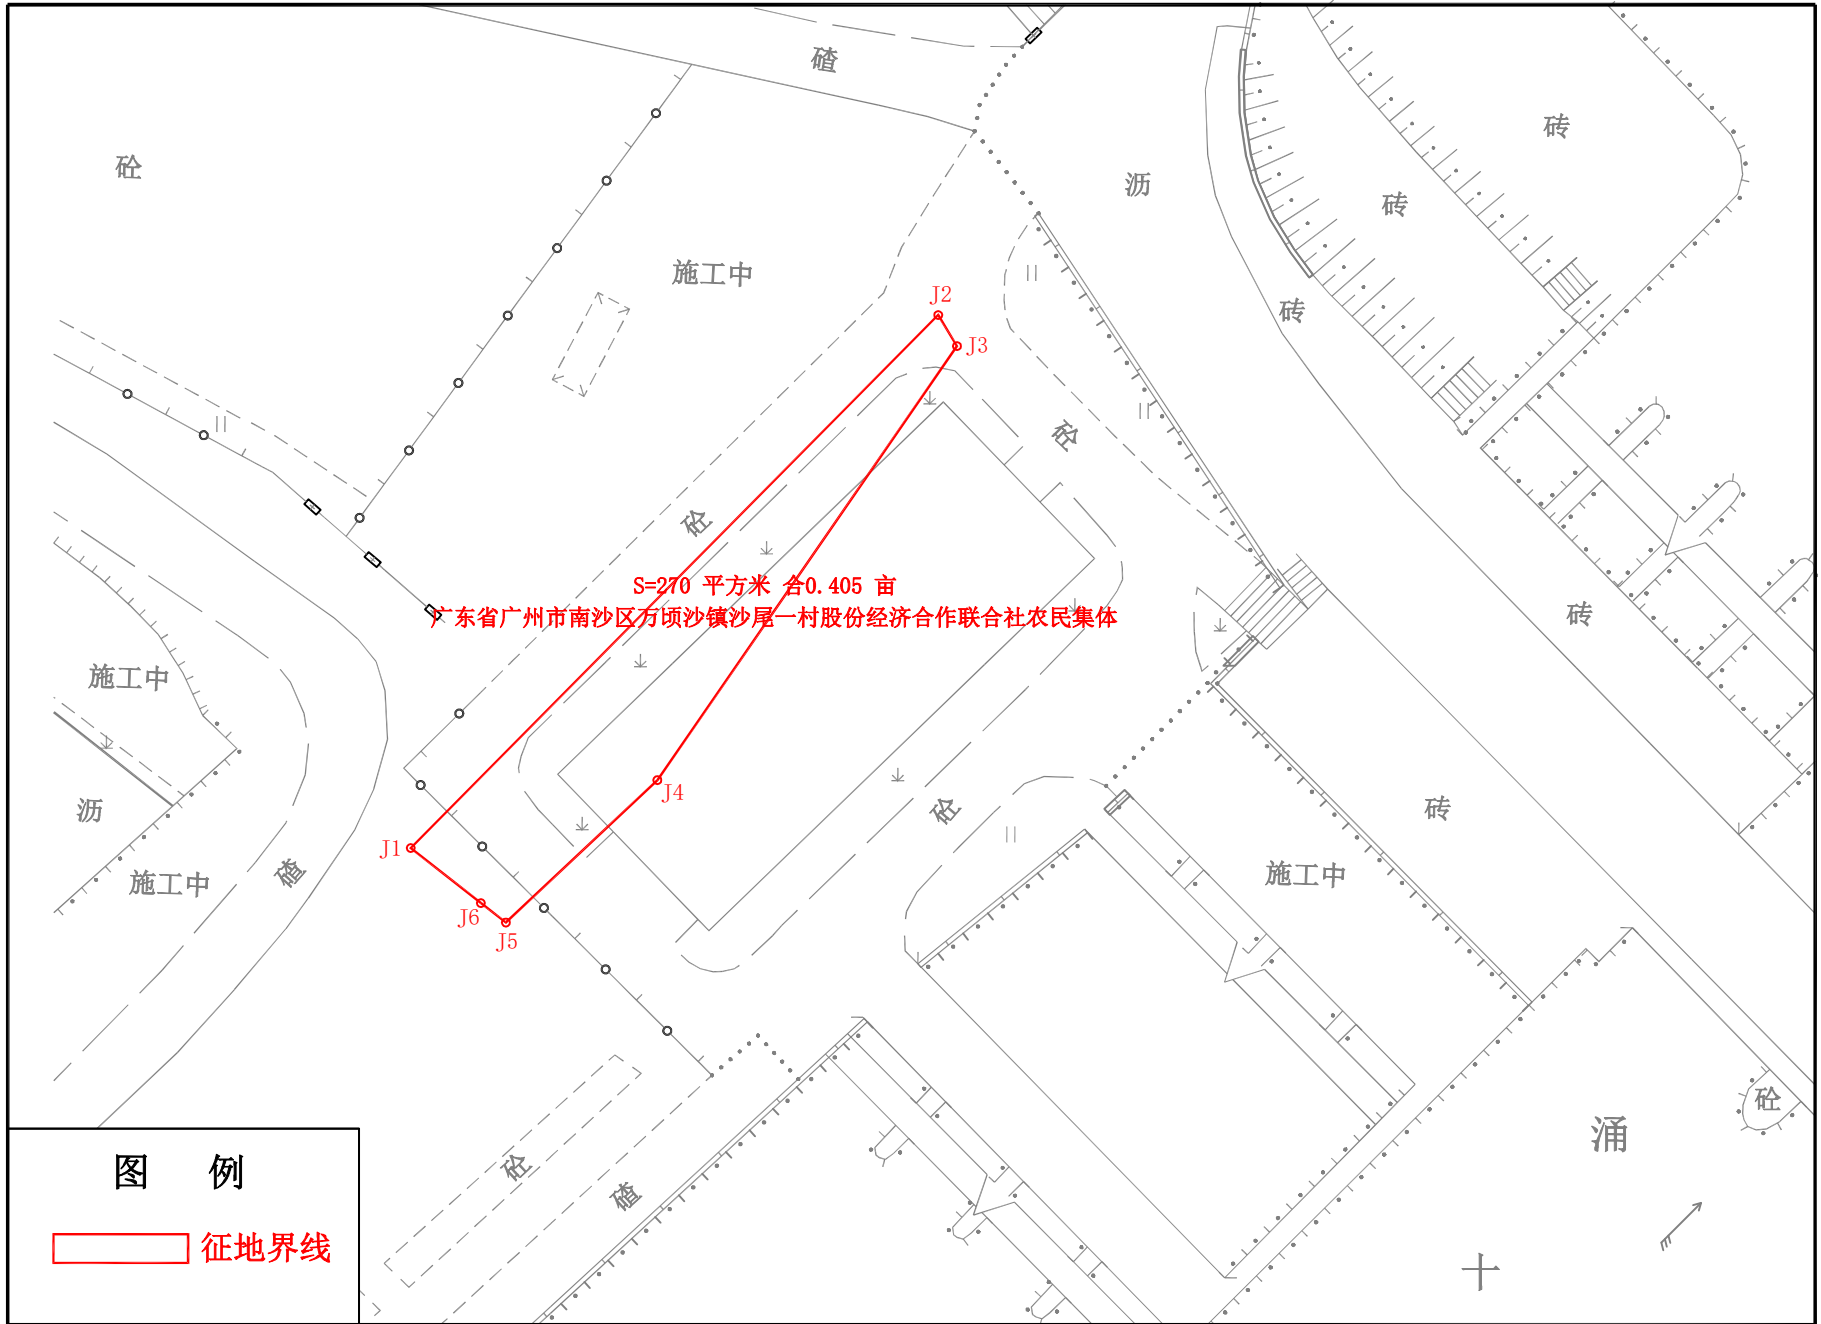 碴
砖
砼
沥
砖
施工中
J2
砖
J3
砼
砼
S=270 平方米 合0.405 亩
广东省广州市南沙区万顷沙镇沙尾一村股份经济合作联合社农民集体
砖
施工中
J4
沥
砼
砖
J1
碴
施工中
施工中
J6
J5
砼
涌
图 例
砼
碴
征地界线
十